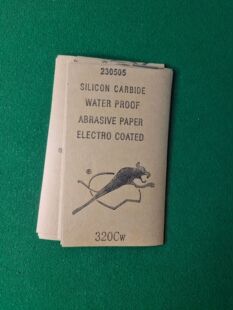 230505
SILICON CARBIDE
WATER PROOF
ABRASIVE PAPER
ELECTRO COATED
®
320Cw